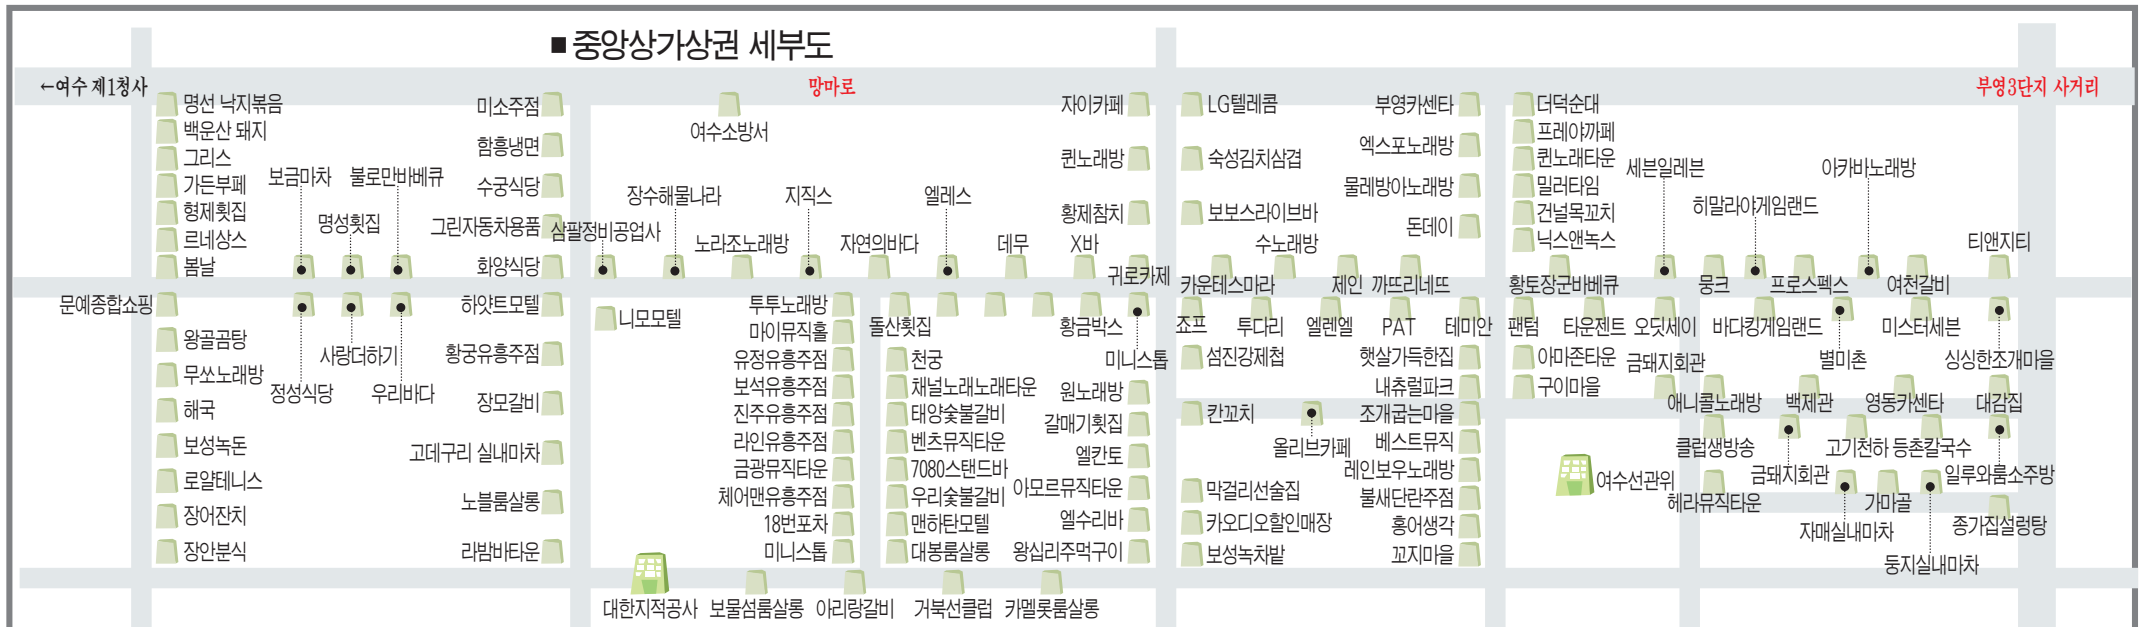 ■ 중앙상가상권 세부도
←여수 제1청사
망마로
부영3단지 사거리
명선 낙지볶음
백운산 돼지
그리스
가든부페
형제횟집
르네상스
봄날
보금마차
불로만바베큐
명성횟집
미소주점
함흥냉면
수궁식당
그린자동차용품
화양식당
문예종합쇼핑
왕골곰탕
무쏘노래방
해국
보성녹돈
로얄테니스
장어잔치
장안분식
사랑더하기
정성식당
우리바다
하얏트모텔
황궁유흥주점
장모갈비
고데구리 실내마차
노블룸살롱
라밤바타운
여수소방서
삼팔정비공업사
장수해물나라
노라조노래방
지직스
자연의바다
엘레스
데무
X바
자이카페
퀸노래방
황제참치
귀로카제
니모모텔
투투노래방
마이뮤직홀
유정유흥주점
보석유흥주점
진주유흥주점
라인유흥주점
금광뮤직타운
체어맨유흥주점
18번포차
미니스톱
돌산횟집
황금박스
미니스톱
천궁
채널노래노래타운
태양숯불갈비
벤츠뮤직타운
7080스탠드바
우리숯불갈비
맨하탄모텔
대봉룸살롱
원노래방
갈매기횟집
엘칸토
아모르뮤직타운
엘수리바
왕십리주먹구이
대한지적공사
보물섬룸살롱
아리랑갈비
거북선클럽
카멜롯룸살롱
LG텔레콤
숙성김치삼겹
보보스라이브바
수노래방
카운테스마라
제인
까뜨리네뜨
부영카센타
엑스포노래방
물레방아노래방
돈데이
죠프
투다리
엘렌엘
PAT
테미안
섬진강제첩
칸꼬치
올리브카페
막걸리선술집
카오디오할인매장
보성녹차밭
햇살가득한집
내츄럴파크
조개굽는마을
베스트뮤직
레인보우노래방
불새단란주점
홍어생각
꼬지마을
더덕순대
프레야까페
퀸노래타운
밀러타임
건널목꼬치
닉스앤녹스
황토장군바베큐
세븐일레븐
히말라야게임랜드
아카바노래방
티앤지티
뭉크
프로스펙스
여천갈비
팬텀
타운젠트
오딧세이
바다킹게임랜드
별미촌
미스터세븐
싱싱한조개마을
아마존타운
구이마을
금돼지회관
애니콜노래방
백제관
영동카센타
대감집
클럽생방송
금돼지회관
고기천하
등촌칼국수
일루와룸소주방
여수선관위
헤라뮤직타운
자매실내마차
가마골
둥지실내마차
종가집설렁탕